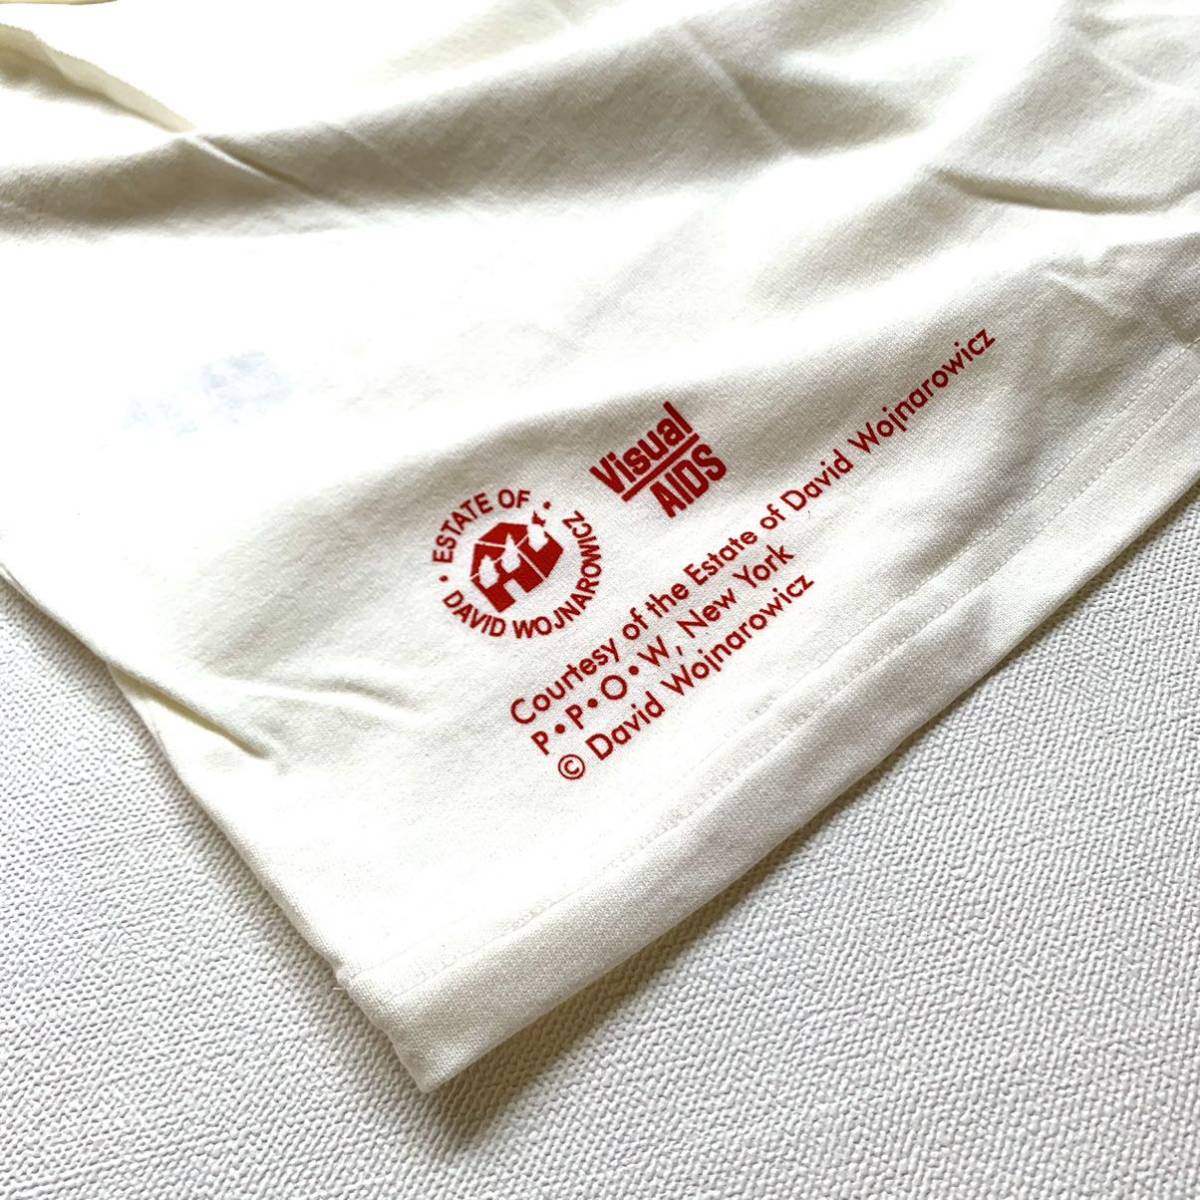 • ESTATE OF •
DAVID WOJNAROWICZ
Visual
AIDS
Courtesy of the Estate of David Wojnarowicz
P•P•O•W, New York
© David Wojnarowicz